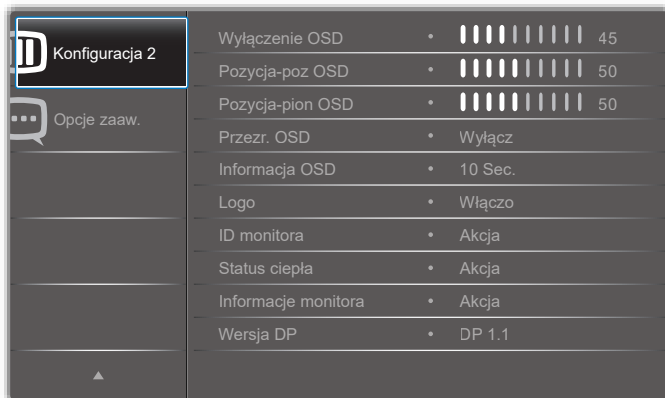 Konfiguracja 2
Opcje zaaw.
Wyłączenie OSD • 45
Pozycja-poz OSD • 50
Pozycja-pion OSD • 50
Przezr. OSD • Wyłącz
Informacja OSD • 10 Sec.
Logo • Włączo
ID monitora • Akcja
Status ciepła • Akcja
Informacje monitora • Akcja
Wersja DP • DP 1.1